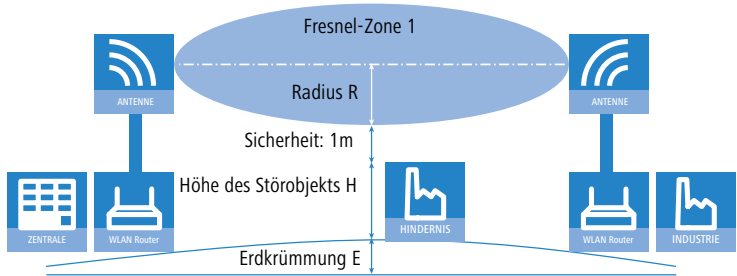 Fresnel-Zone 1
Radius R
ANTENNE
ANTENNE
Sicherheit: 1m
Höhe des Störobjekts H
HINDERNIS
ZENTRALE
WLAN Router
WLAN Router
INDUSTRIE
Erdkrümmung E